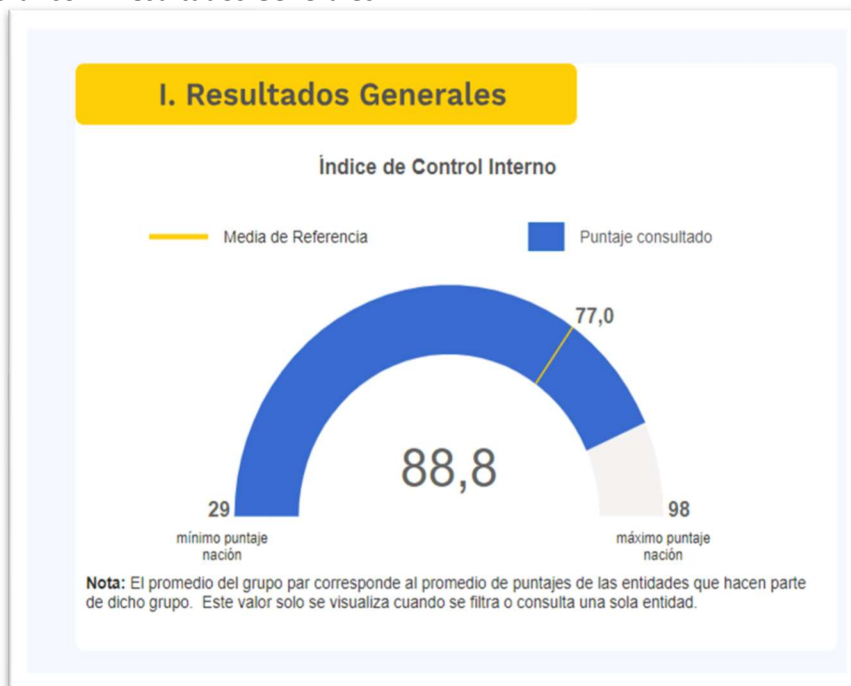 I. Resultados Generales
Índice de Control Interno
Media de Referencia
Puntaje consultado
77,0
88,8
29
98
mínimo puntaje
nación
máximo puntaje
nación
Nota: El promedio del grupo par corresponde al promedio de puntajes de las entidades que hacen parte
de dicho grupo. Este valor solo se visualiza cuando se filtra o consulta una sola entidad.